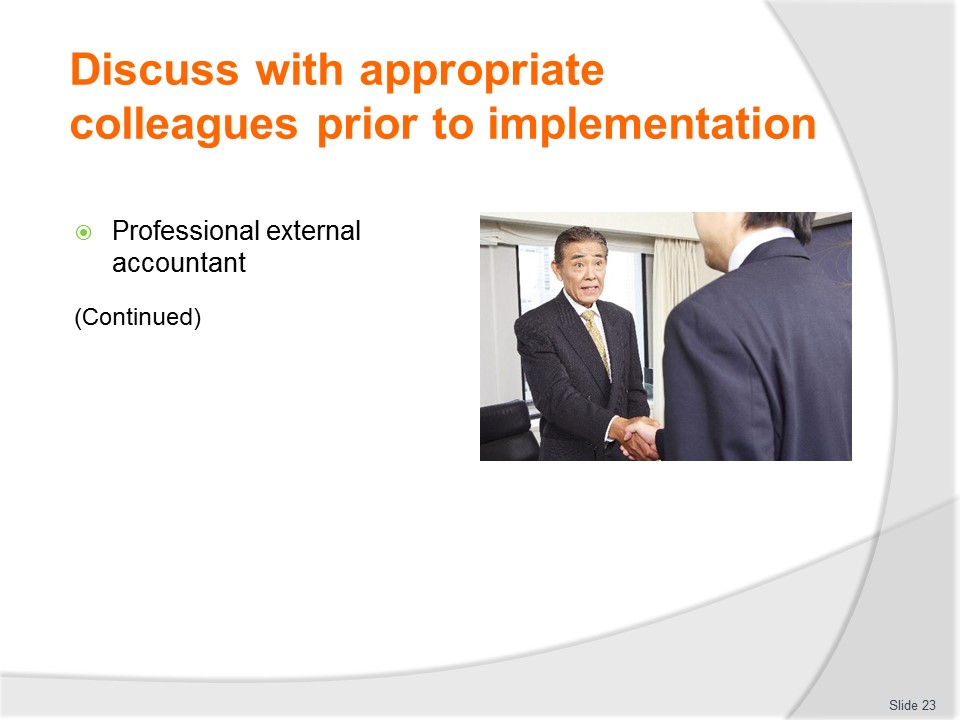 Discuss with appropriate
colleagues prior to implementation
Professional external
accountant
(Continued)
Slide 23